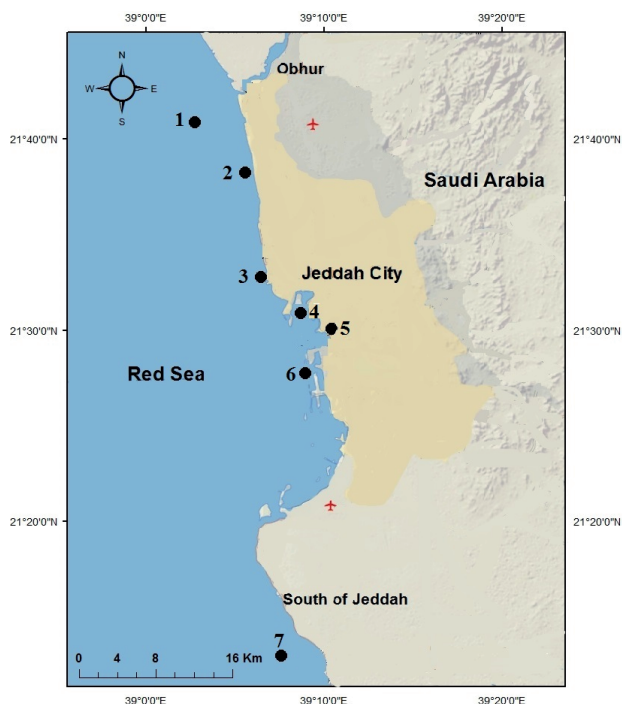 39°0'0"E 39°10'0"E 39°20'0"E
N
W E
S
Obhur
1
21°40'0"N 21°40'0"N
2
Saudi Arabia
3
Jeddah City
4
5
21°30'0"N 21°30'0"N
Red Sea
6
21°20'0"N 21°20'0"N
South of Jeddah
7
0 4 8 16 Km
39°0'0"E 39°10'0"E 39°20'0"E